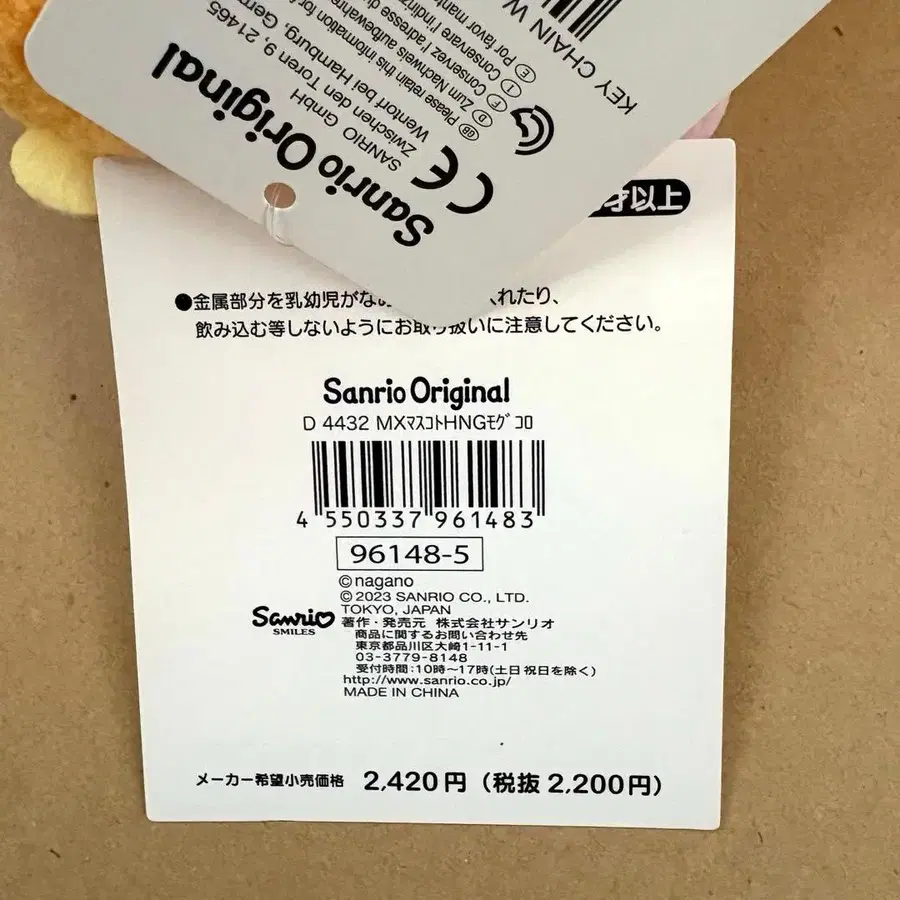 KEY CHAIN W
GB Please retain this information for
D Zum Nachweis aufbewahren
F Conservez l'adresse
I Conservare l'indirizzo
E Por favor
SANRIO GmbH
Zwischen den Toren 9, 21465
Wentorf bei Hamburg, Germ
CE
Sanrio Original
才以上
●金属部分を乳幼児がなめ
れたり、
飲み込む等しないようにお取り扱いに注意してください。
Sanrio Original
D 4432 MXマスコトHNGモグコロ
4 550337 961483
96148-5
©nagano
© 2023 SANRIO CO., LTD.
TOKYO, JAPAN
Sanrio
SMILES
著作・発売元 株式会社サンリオ
商品に関するお問い合わせ先
東京都品川区大崎1-11-1
03-3779-8148
受付時間:10時～17時(土日祝日を除く)
http://www.sanrio.co.jp/
MADE IN CHINA
メーカー希望小売価格 2,420円 (税抜 2,200円)